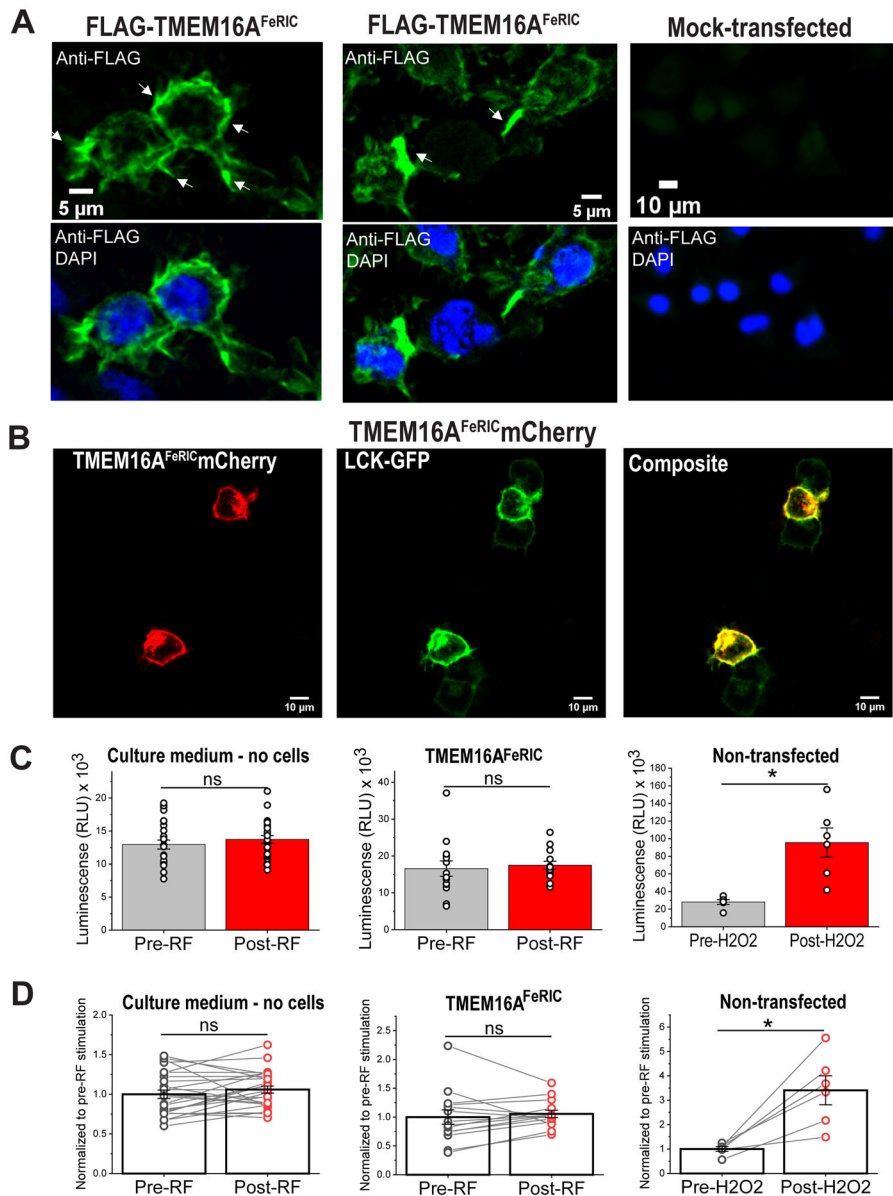 A
FLAG-TMEM16AFeRIC
FLAG-TMEM16AFeRIC
Mock-transfected
Anti-FLAG
Anti-FLAG
Anti-FLAG
5 µm
5 µm
10 µm
Anti-FLAG
DAPI
Anti-FLAG
DAPI
Anti-FLAG
DAPI
B
TMEM16AFeRICmCherry
TMEM16AFeRICmCherry
LCK-GFP
Composite
10 µm
10 µm
10 µm
C
Culture medium - no cells
TMEM16AFeRIC
Non-transfected
Luminescense (RLU) x 103
20
15
10
5
0
ns
Pre-RF
Post-RF
Luminescense (RLU) x 103
40
30
20
10
0
ns
Pre-RF
Post-RF
Luminescense (RLU) x 103
180
160
140
120
100
80
60
40
20
0
*
Pre-H2O2
Post-H2O2
D
Culture medium - no cells
TMEM16AFeRIC
Non-transfected
Normalized to pre-RF stimulation
2.0
1.5
1.0
0.5
0.0
ns
Pre-RF
Post-RF
Normalized to pre-RF stimulation
2.5
2.0
1.5
1.0
0.5
0.0
ns
Pre-RF
Post-RF
Normalized to pre-RF stimulation
6
5
4
3
2
1
0
*
Pre-H2O2
Post-H2O2